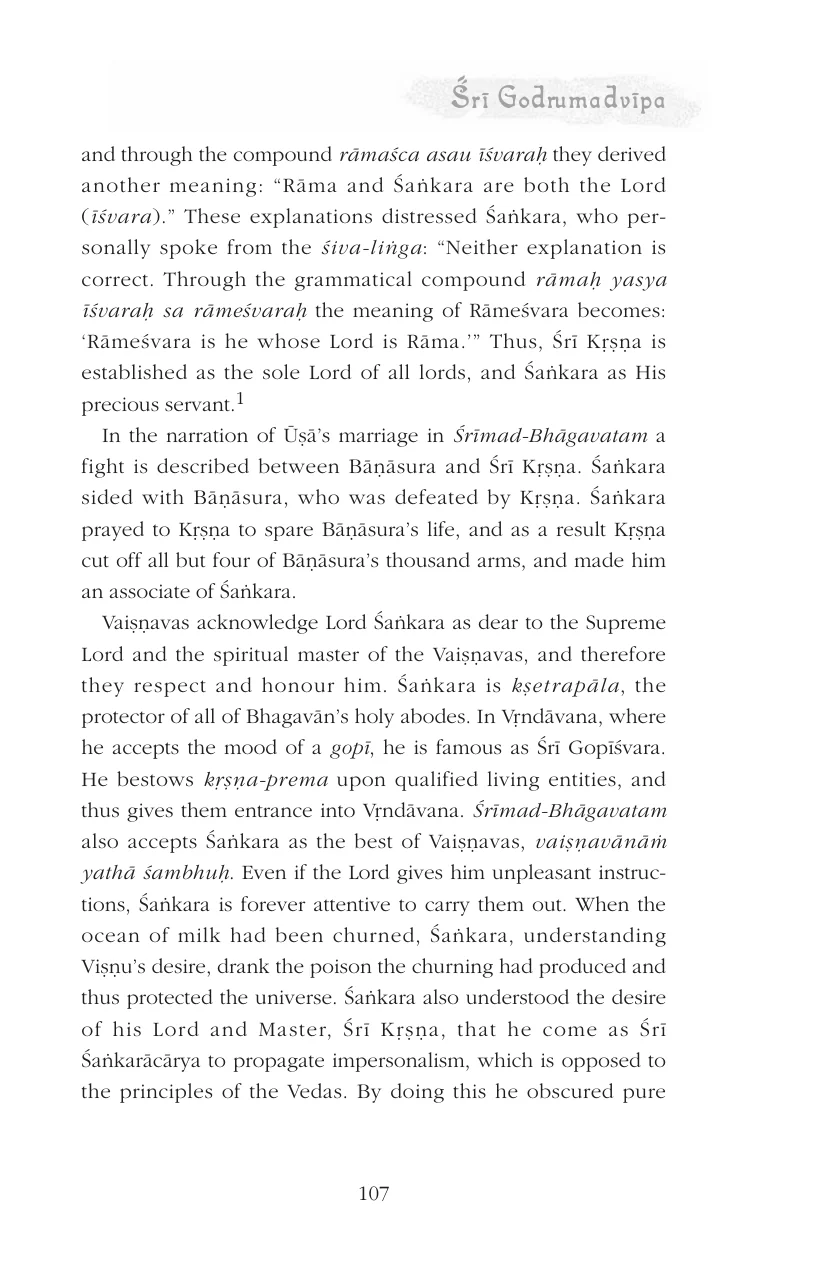 Śrī Godrumadvīpa
and through the compound rāmaśca asau īśvaraḥ they derived
another meaning: “Rāma and Śaṅkara are both the Lord
(īśvara).” These explanations distressed Śaṅkara, who per-
sonally spoke from the śiva-liṅga: “Neither explanation is
correct. Through the grammatical compound rāmaḥ yasya
īśvaraḥ sa rāmeśvaraḥ the meaning of Rāmeśvara becomes:
‘Rāmeśvara is he whose Lord is Rāma.’” Thus, Śrī Kṛṣṇa is
established as the sole Lord of all lords, and Śaṅkara as His
precious servant.1
In the narration of Ūṣā’s marriage in Śrīmad-Bhāgavatam a
fight is described between Bāṇāsura and Śrī Kṛṣṇa. Śaṅkara
sided with Bāṇāsura, who was defeated by Kṛṣṇa. Śaṅkara
prayed to Kṛṣṇa to spare Bāṇāsura’s life, and as a result Kṛṣṇa
cut off all but four of Bāṇāsura’s thousand arms, and made him
an associate of Śaṅkara.
Vaiṣṇavas acknowledge Lord Śaṅkara as dear to the Supreme
Lord and the spiritual master of the Vaiṣṇavas, and therefore
they respect and honour him. Śaṅkara is kṣetrapāla, the
protector of all of Bhagavān’s holy abodes. In Vṛndāvana, where
he accepts the mood of a gopī, he is famous as Śrī Gopīśvara.
He bestows kṛṣṇa-prema upon qualified living entities, and
thus gives them entrance into Vṛndāvana. Śrīmad-Bhāgavatam
also accepts Śaṅkara as the best of Vaiṣṇavas, vaiṣṇavānāṁ
yathā śambhuḥ. Even if the Lord gives him unpleasant instruc-
tions, Śaṅkara is forever attentive to carry them out. When the
ocean of milk had been churned, Śaṅkara, understanding
Viṣṇu’s desire, drank the poison the churning had produced and
thus protected the universe. Śaṅkara also understood the desire
of his Lord and Master, Śrī Kṛṣṇa, that he come as Śrī
Śaṅkarācārya to propagate impersonalism, which is opposed to
the principles of the Vedas. By doing this he obscured pure
107